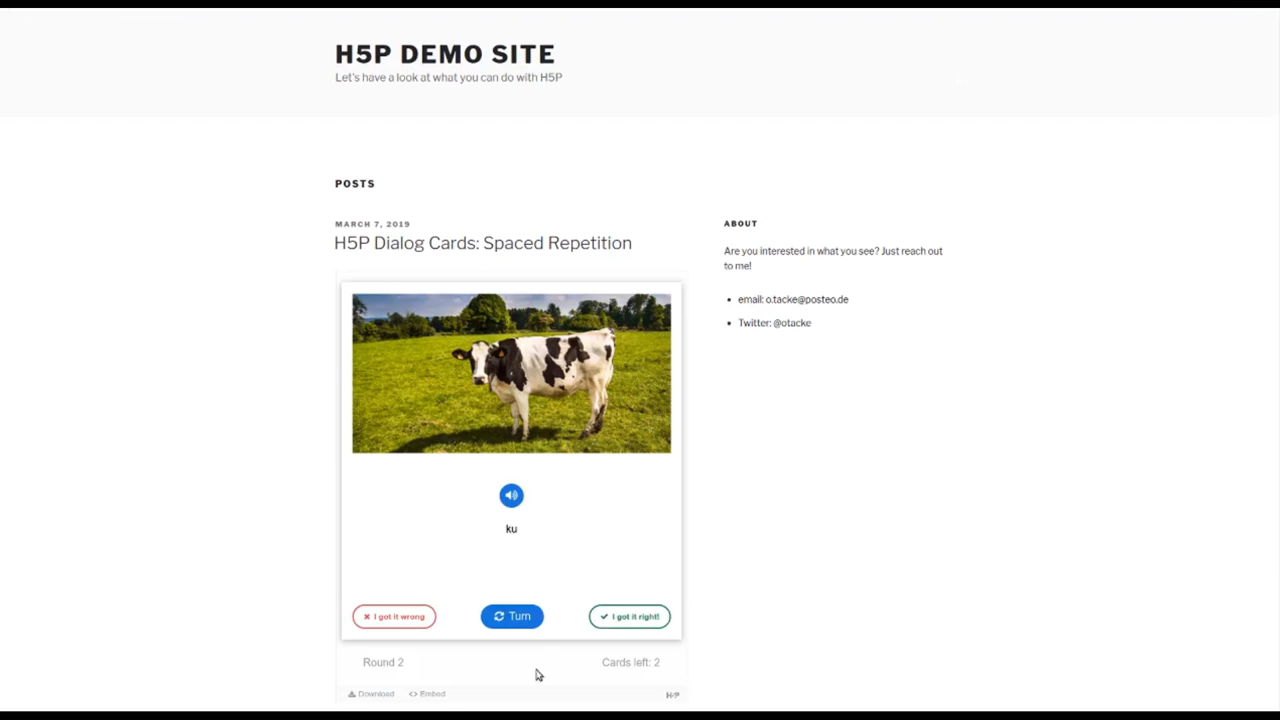 H5P DEMO SITE
Let's have a look at what you can do with H5P
POSTS
MARCH 7, 2019
H5P Dialog Cards: Spaced Repetition
ku
I got it wrong
Turn
I got it right!
Round 2
Cards left: 2
Download
Embed
H5P
ABOUT
Are you interested in what you see? Just reach out
to me!
email: o.tacke@posteo.de
Twitter: @otacke